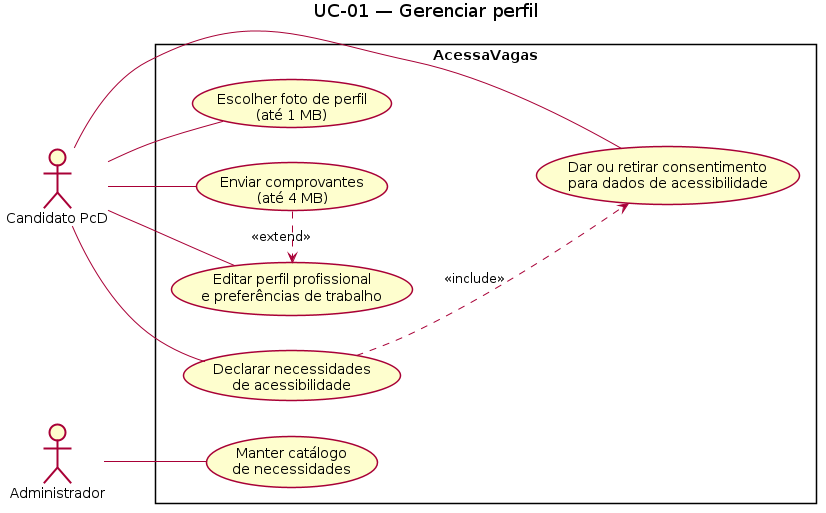 UC-01 — Gerenciar perfil
AcessaVagas
Escolher foto de perfil
(até 1 MB)
Dar ou retirar consentimento
para dados de acessibilidade
Enviar comprovantes
(até 4 MB)
Candidato PcD
«extend»
Editar perfil profissional
e preferências de trabalho
«include»
Declarar necessidades
de acessibilidade
Manter catálogo
de necessidades
Administrador